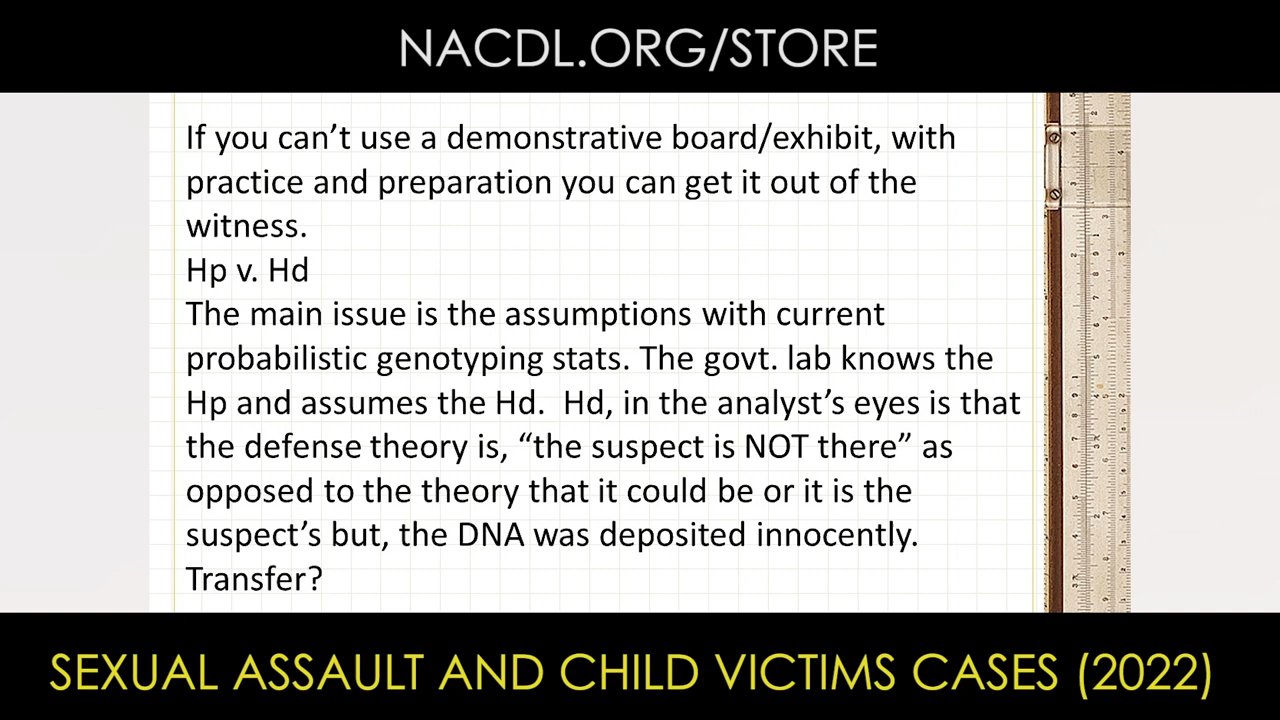 NACDL.ORG/STORE
If you can’t use a demonstrative board/exhibit, with
practice and preparation you can get it out of the
witness.
Hp v. Hd
The main issue is the assumptions with current
probabilistic genotyping stats. The govt. lab knows the
Hp and assumes the Hd.  Hd, in the analyst’s eyes is that
the defense theory is, “the suspect is NOT there” as
opposed to the theory that it could be or it is the
suspect’s but, the DNA was deposited innocently.
Transfer?
SEXUAL ASSAULT AND CHILD VICTIMS CASES (2022)